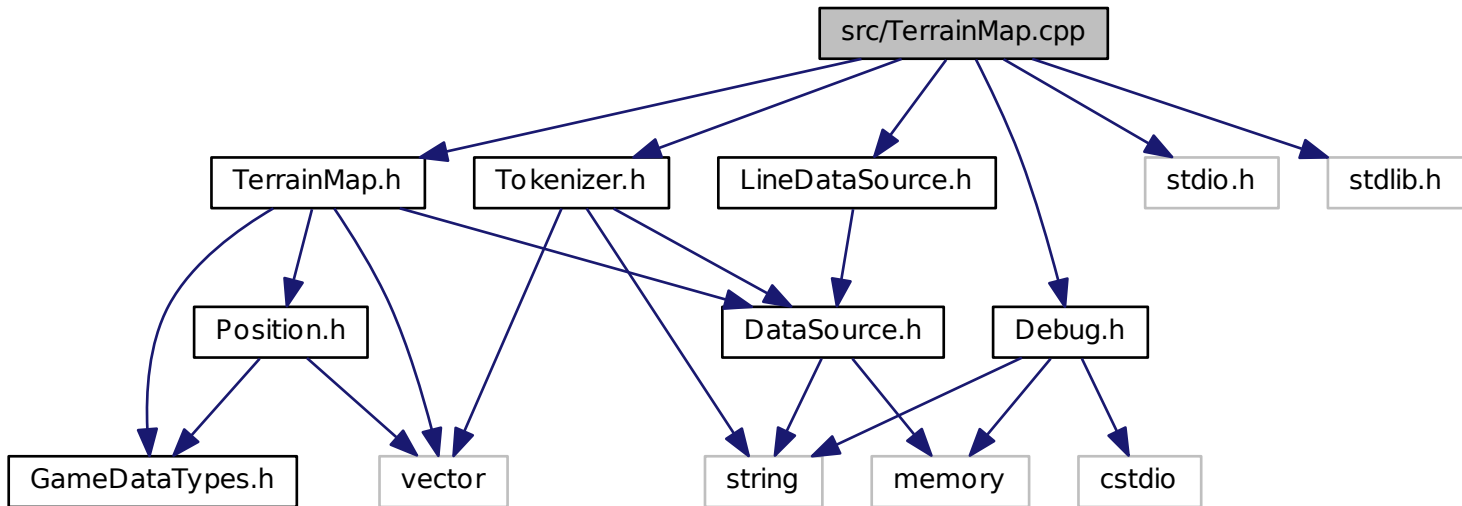 src/TerrainMap.cpp
TerrainMap.h
Tokenizer.h
LineDataSource.h
stdio.h
stdlib.h
Position.h
DataSource.h
Debug.h
GameDataTypes.h
vector
string
memory
cstdio